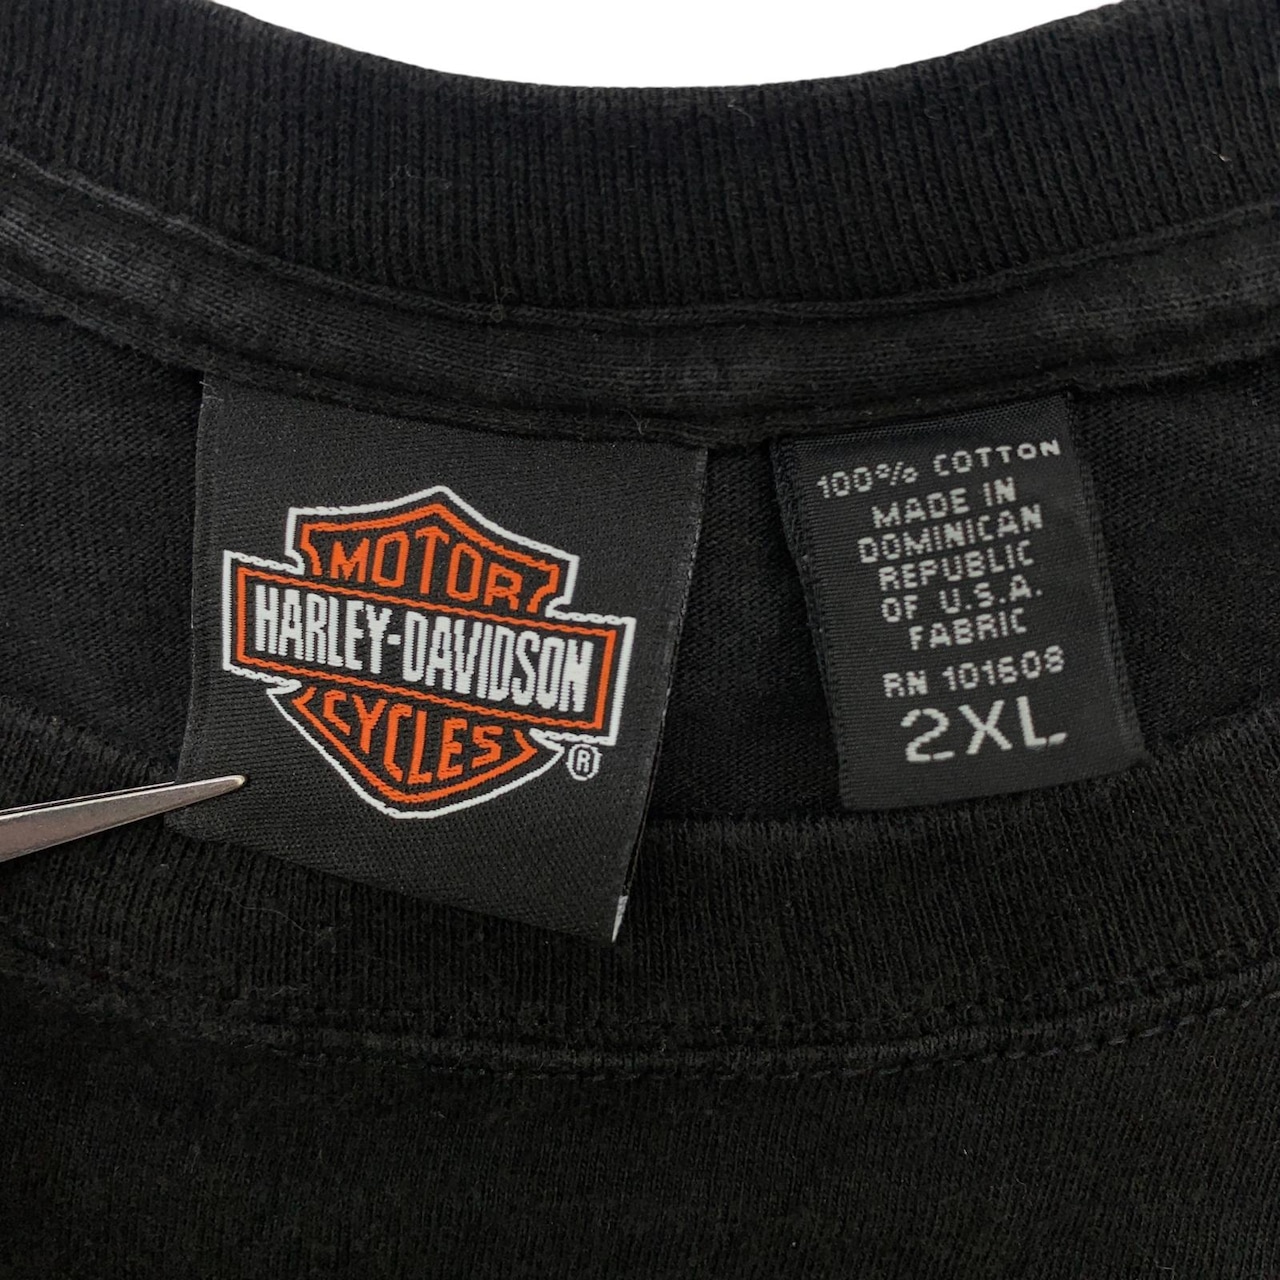 MOTOR
HARLEY-DAVIDSON
CYCLES
®
100% COTTON
MADE IN
DOMINICAN
REPUBLIC
OF U.S.A.
FABRIC
RN 101608
2XL